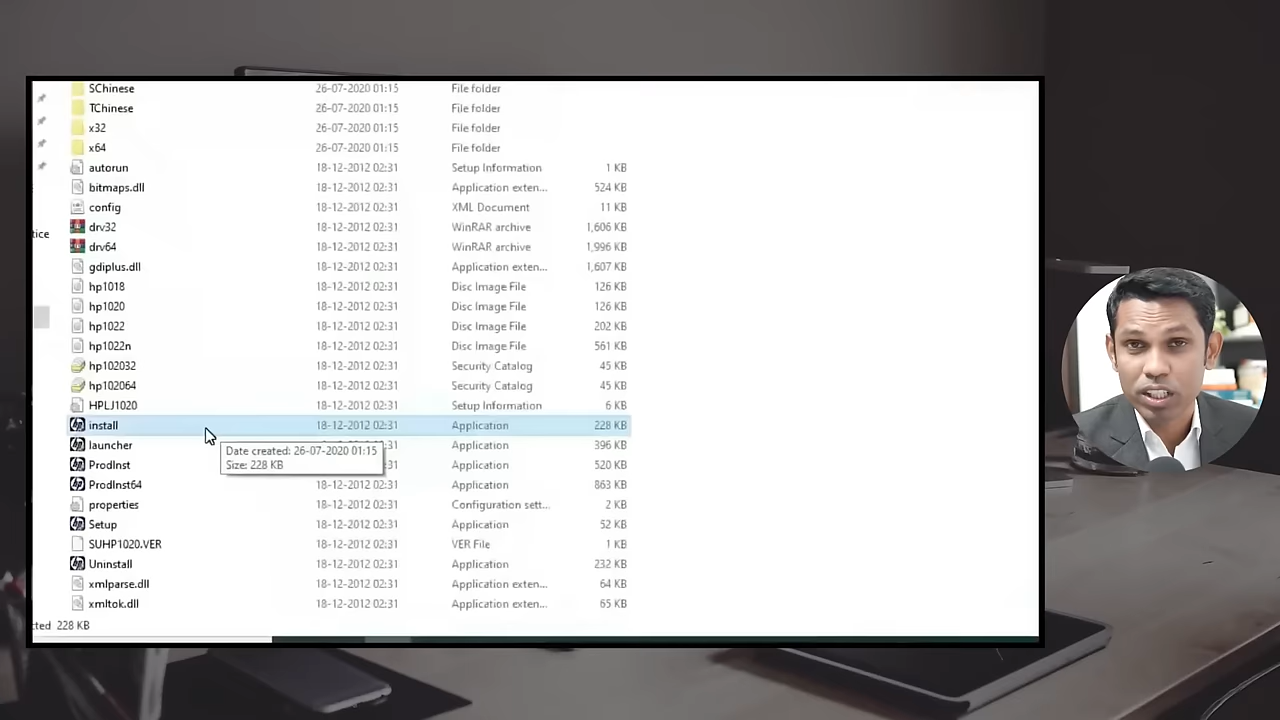 SChinese 26-07-2020 01:15 File folder
TChinese 26-07-2020 01:15 File folder
x32 26-07-2020 01:15 File folder
x64 26-07-2020 01:15 File folder
autorun 18-12-2012 02:31 Setup Information 1 KB
bitmaps.dll 18-12-2012 02:31 Application exten... 524 KB
config 18-12-2012 02:31 XML Document 11 KB
tice
drv32 18-12-2012 02:31 WinRAR archive 1,606 KB
drv64 18-12-2012 02:31 WinRAR archive 1,996 KB
gdiplus.dll 18-12-2012 02:31 Application exten... 1,607 KB
hp1018 18-12-2012 02:31 Disc Image File 126 KB
hp1020 18-12-2012 02:31 Disc Image File 126 KB
hp1022 18-12-2012 02:31 Disc Image File 202 KB
hp1022n 18-12-2012 02:31 Disc Image File 561 KB
hp102032 18-12-2012 02:31 Security Catalog 45 KB
hp102064 18-12-2012 02:31 Security Catalog 45 KB
HPLJ1020 18-12-2012 02:31 Setup Information 6 KB
install 18-12-2012 02:31 Application 228 KB
launcher Application 396 KB
Date created: 26-07-2020 01:15
Size: 228 KB
ProdInst Application 520 KB
ProdInst64 18-12-2012 02:31 Application 863 KB
properties 18-12-2012 02:31 Configuration sett... 2 KB
Setup 18-12-2012 02:31 Application 52 KB
SUHP1020.VER 18-12-2012 02:31 VER File 1 KB
Uninstall 18-12-2012 02:31 Application 232 KB
xmlparse.dll 18-12-2012 02:31 Application exten... 64 KB
xmltok.dll 18-12-2012 02:31 Application exten... 65 KB
cted 228 KB